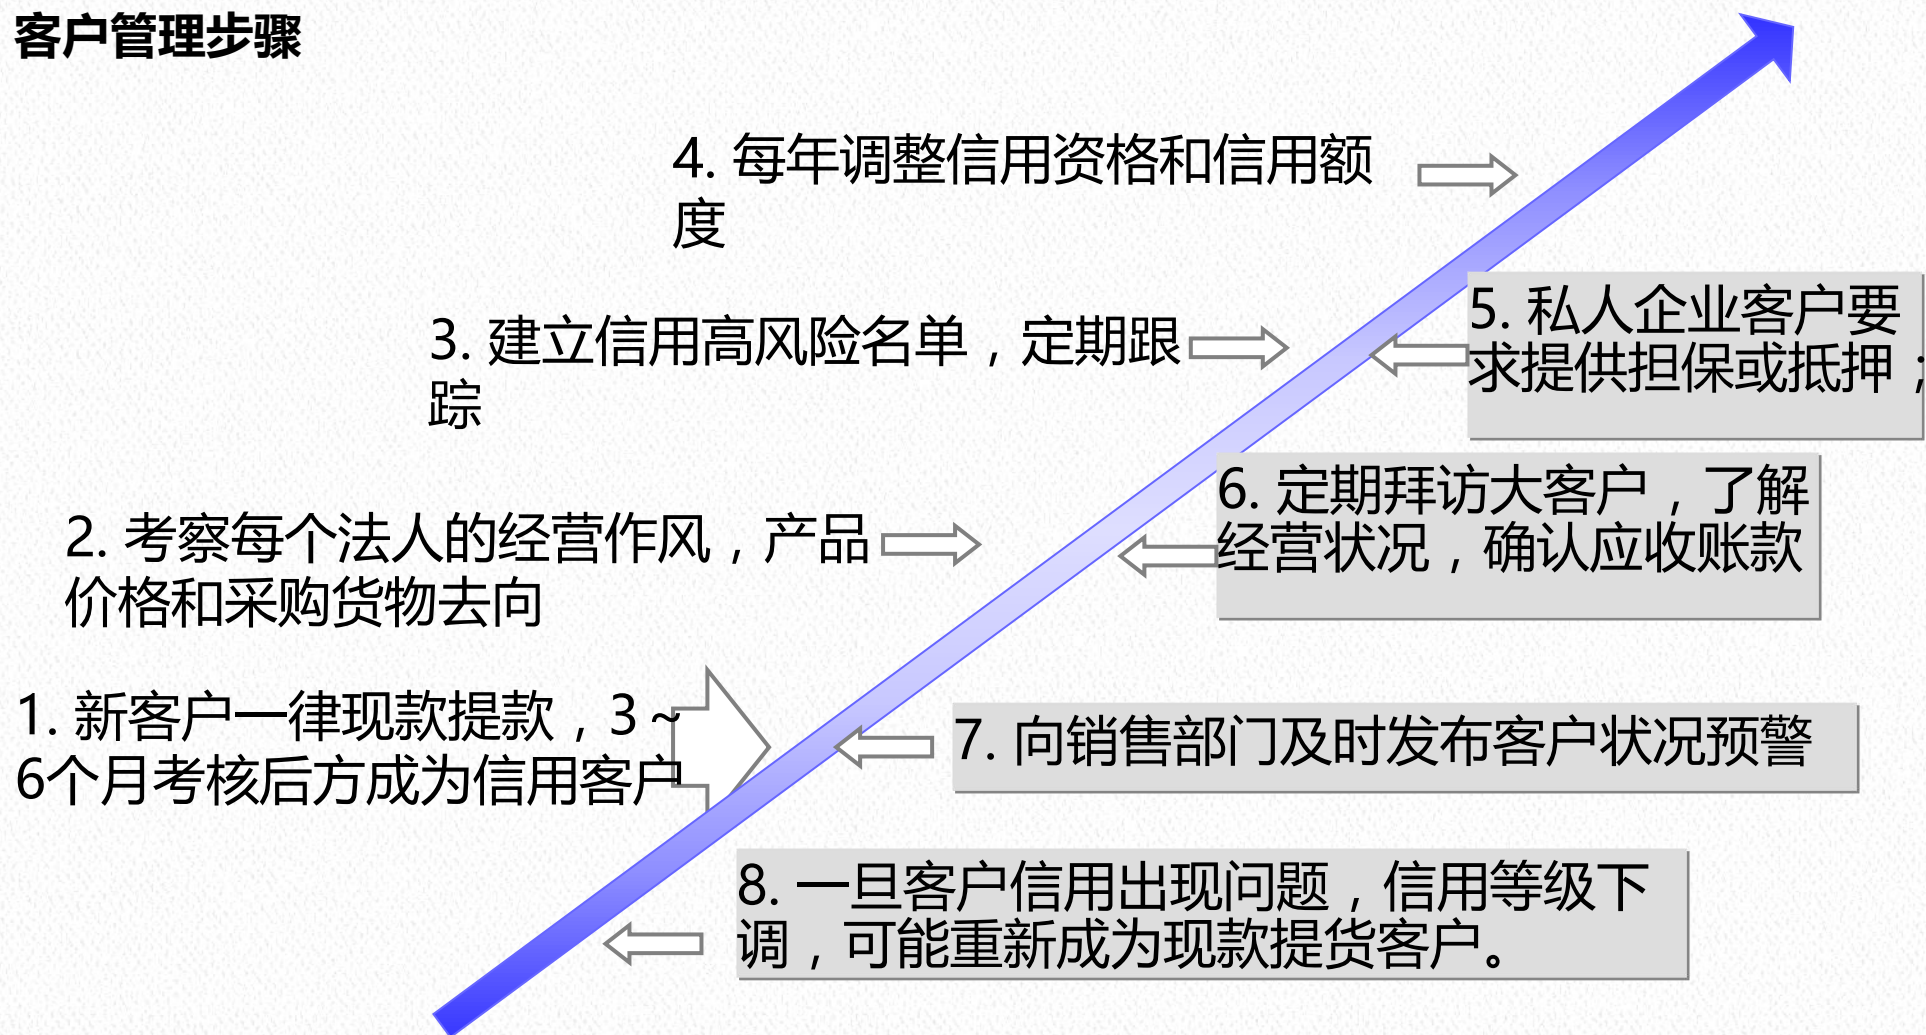 客户管理步骤
4. 每年调整信用资格和信用额
度
3. 建立信用高风险名单，定期跟
踪
2. 考察每个法人的经营作风，产品
价格和采购货物去向
1. 新客户一律现款提款，3～
6个月考核后方成为信用客户
5. 私人企业客户要
求提供担保或抵押；
6. 定期拜访大客户，了解
经营状况，确认应收账款
7. 向销售部门及时发布客户状况预警
8. 一旦客户信用出现问题，信用等级下
调，可能重新成为现款提货客户。